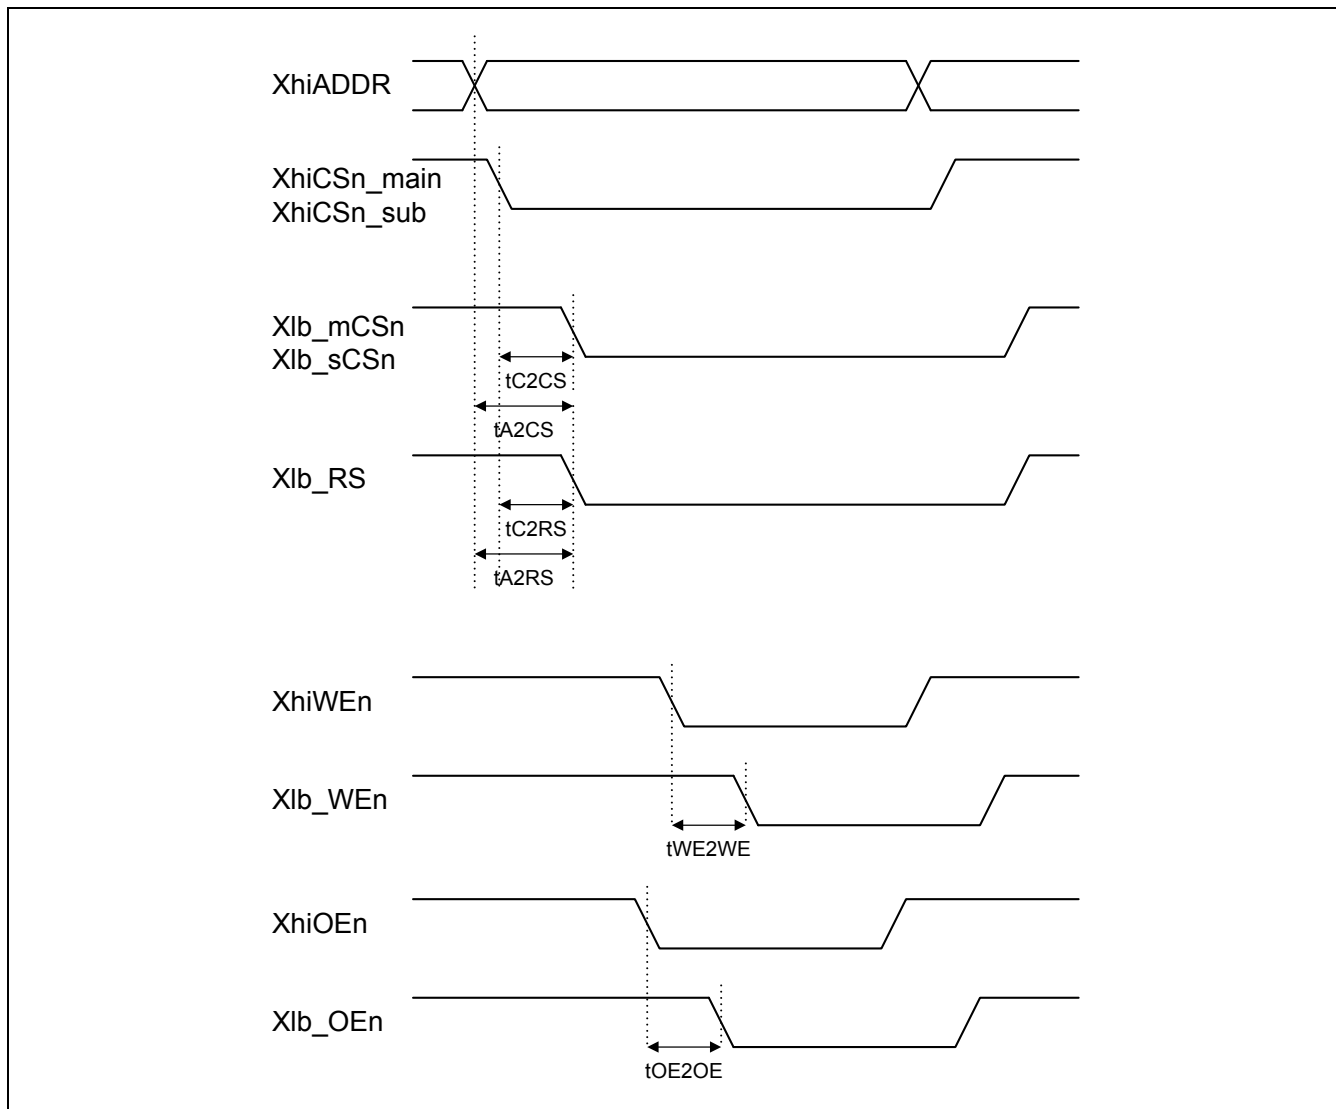 XhiADDR
XhiCSn_main
XhiCSn_sub
Xlb_mCSn
Xlb_sCSn
tC2CS
tA2CS
Xlb_RS
tC2RS
tA2RS
XhiWEn
Xlb_WEn
tWE2WE
XhiOEn
Xlb_OEn
tOE2OE